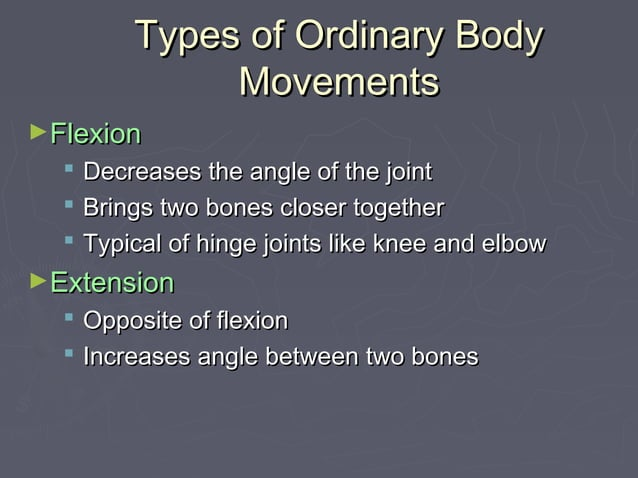 Types of Ordinary Body
Movements
►Flexion
▪ Decreases the angle of the joint
▪ Brings two bones closer together
▪ Typical of hinge joints like knee and elbow
►Extension
▪ Opposite of flexion
▪ Increases angle between two bones